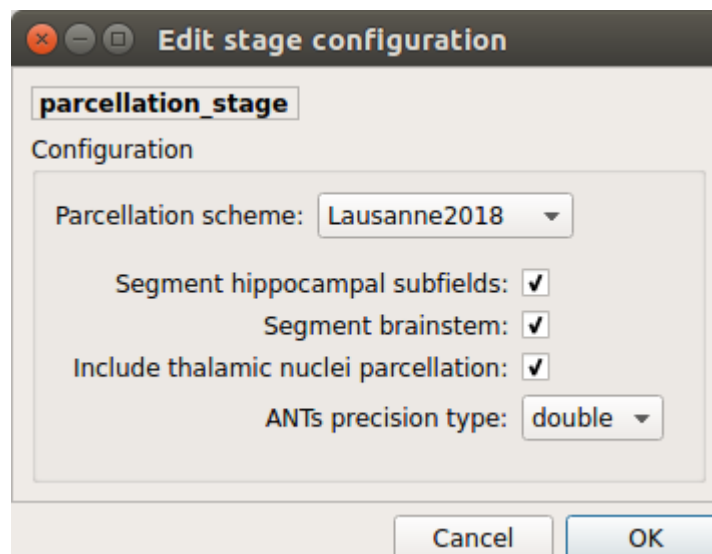 Edit stage configuration
parcellation_stage
Configuration
Parcellation scheme: Lausanne2018
Segment hippocampal subfields:
Segment brainstem:
Include thalamic nuclei parcellation:
ANTs precision type: double
Cancel OK